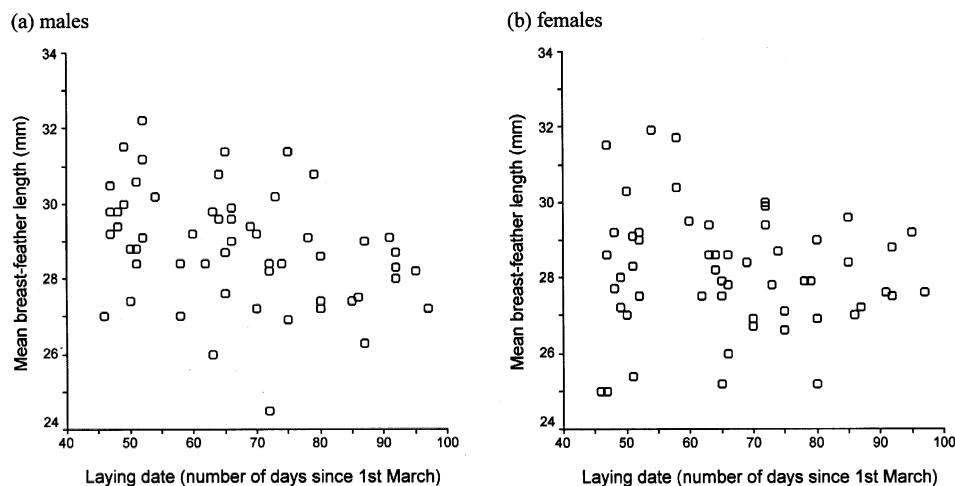 (a) males
34
32
30
28
26
24
40 50 60 70 80 90 100
Mean breast-feather length (mm)
Laying date (number of days since 1st March)
(b) females
34
32
30
28
26
24
40 50 60 70 80 90 100
Mean breast-feather length (mm)
Laying date (number of days since 1st March)